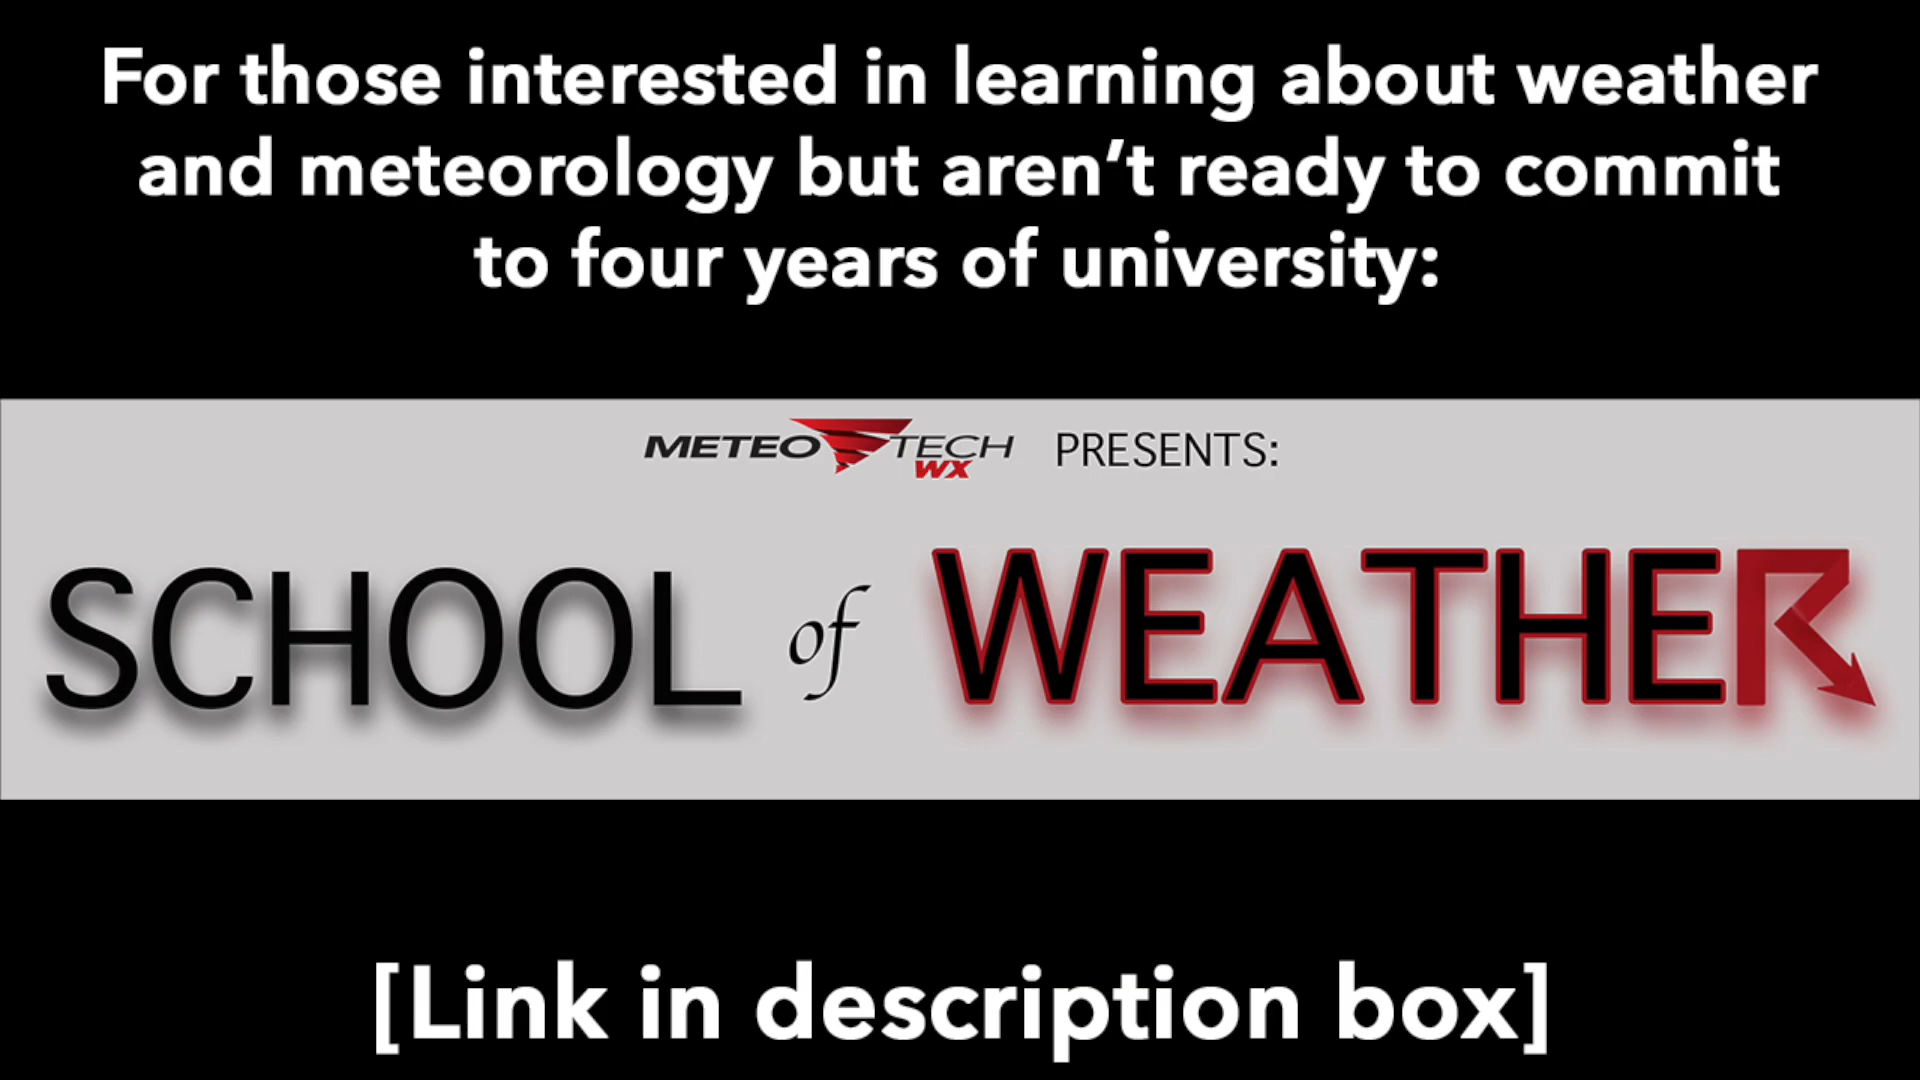 For those interested in learning about weather
and meteorology but aren’t ready to commit
to four years of university:
METEO TECH WX PRESENTS:
SCHOOL of WEATHER
[Link in description box]